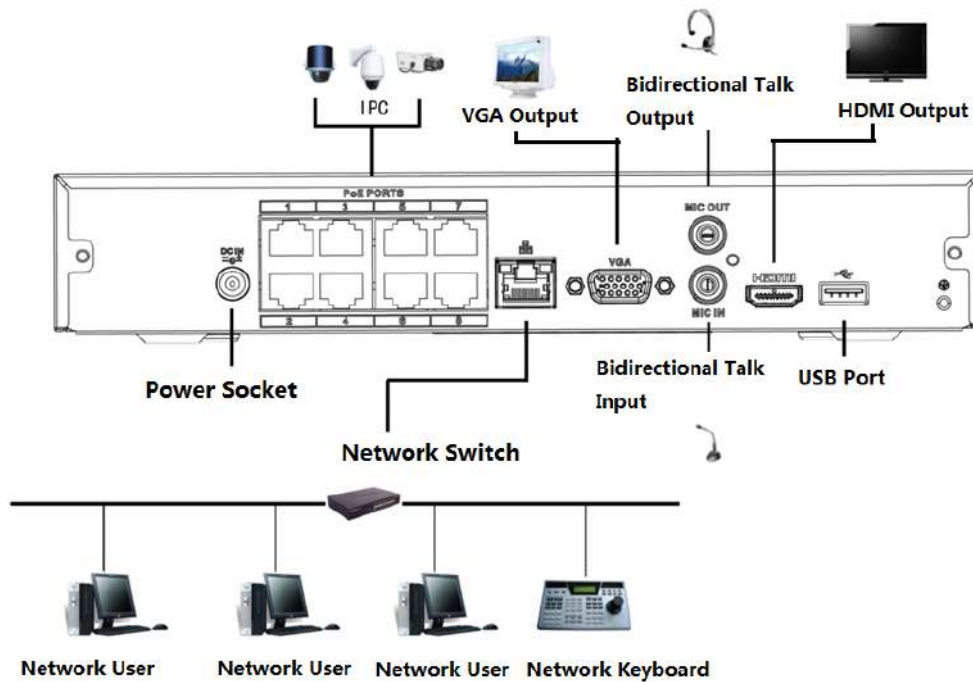 IPC
VGA Output
Bidirectional Talk
Output
HDMI Output
PoE PORTS
1 3 5 7
MIC OUT
DC IN
VGA
HDMI
MIC IN
2 4 6 8
Power Socket
Bidirectional Talk
Input
USB Port
Network Switch
Network User
Network User
Network User
Network Keyboard